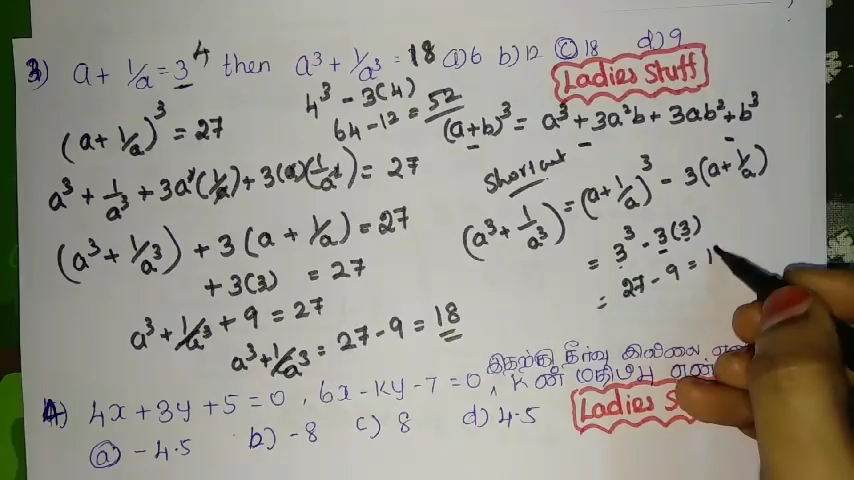 3) a + 1/a = 3 4 then a³ + 1/a³ = 18 a) 6 b) 12 c) 18 d) 9
Ladies Stuff
(a + 1/a)³ = 27
4³ - 3(4)
64 - 12 = 52
(a+b)³ = a³ + 3a²b + 3ab² + b³
a³ + 1/a³ + 3a²(1/a) + 3(a)(1/a²) = 27
(a³ + 1/a³) + 3(a + 1/a) = 27
+ 3(3) = 27
a³ + 1/a³ + 9 = 27
a³ + 1/a³ = 27 - 9 = 18
Shortcut
(a³ + 1/a³) = (a + 1/a)³ - 3(a + 1/a)
= 3³ - 3(3)
= 27 - 9 = 1
இதற்கு தீர்வு இல்லை
4) 4x + 3y + 5 = 0, 6x - Ky - 7 = 0, K ன் மதிப்பு
Ladies S
a) -4.5 b) -8 c) 8 d) 4.5